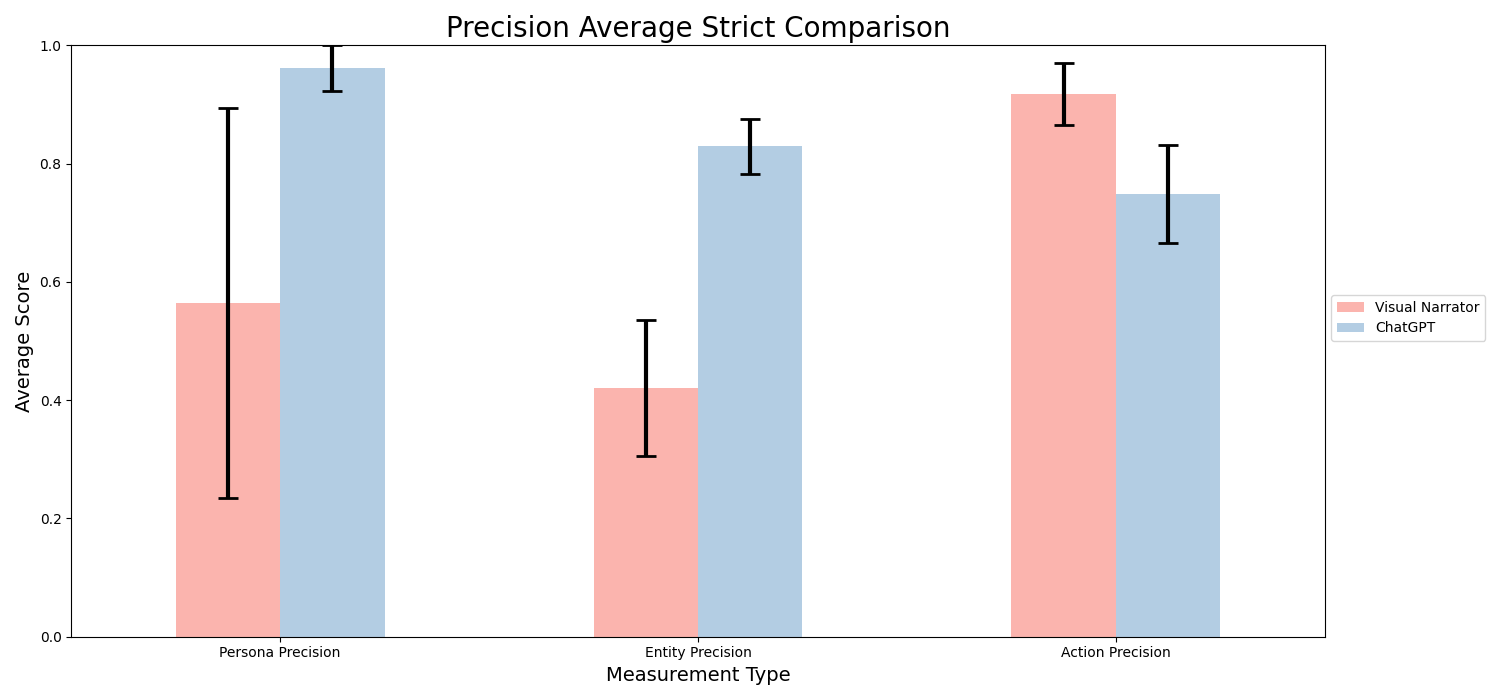 Precision Average Strict Comparison
Average Score
1.0
0.8
0.6
0.4
0.2
0.0
Persona Precision
Entity Precision
Action Precision
Measurement Type
Visual Narrator
ChatGPT